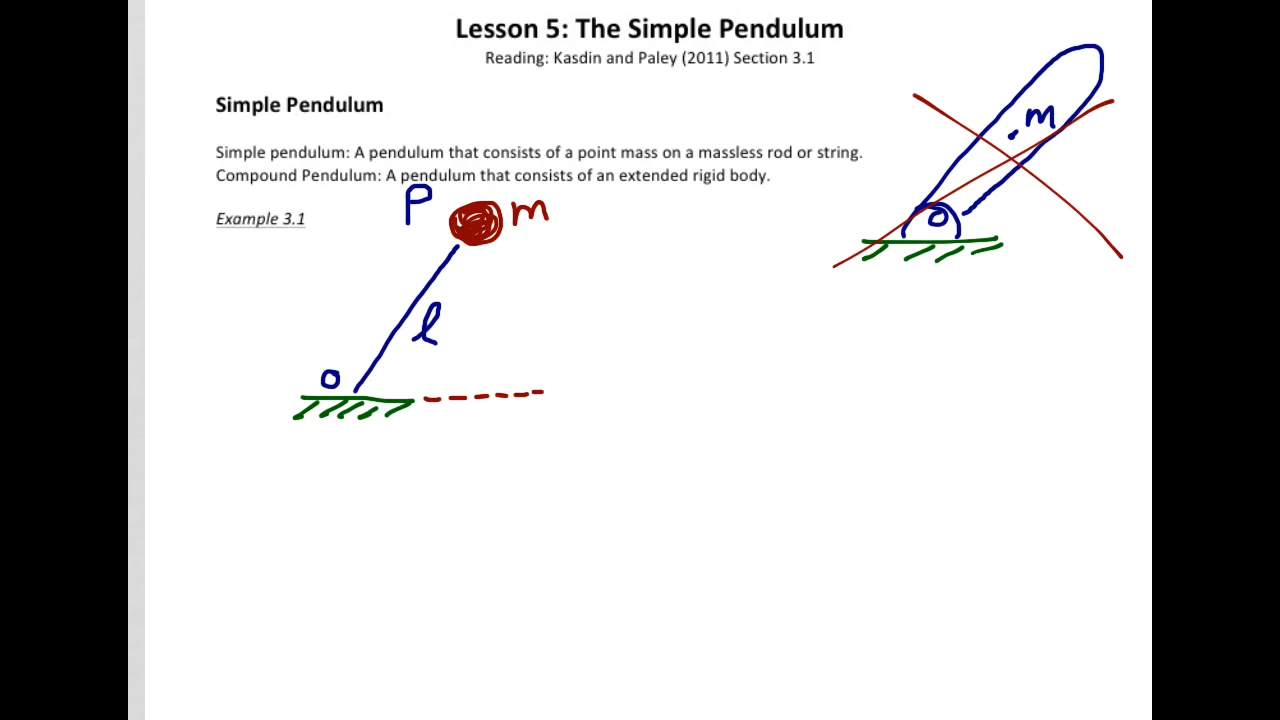 Lesson 5: The Simple Pendulum
Reading: Kasdin and Paley (2011) Section 3.1
Simple Pendulum
m
Simple pendulum: A pendulum that consists of a point mass on a massless rod or string.
Compound Pendulum: A pendulum that consists of an extended rigid body.
Example 3.1
P
m
O
l
O